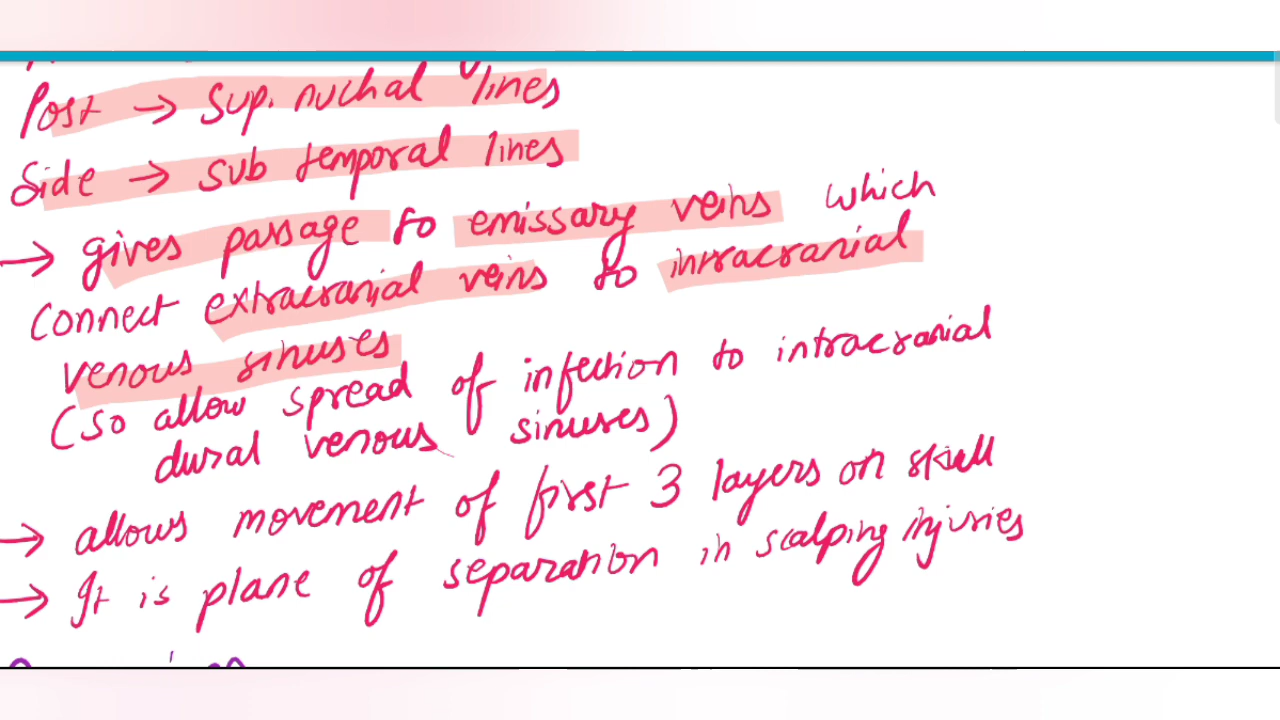 Post → Sup. nuchal lines
Side → sub temporal lines
→ gives passage to emissary veins which
connect extracranial veins to intracranial
venous sinuses
(so allow spread of infection to intracranial
dural venous sinuses)
→ allows movement of first 3 layers on skull
→ It is plane of separation in scalping injuries